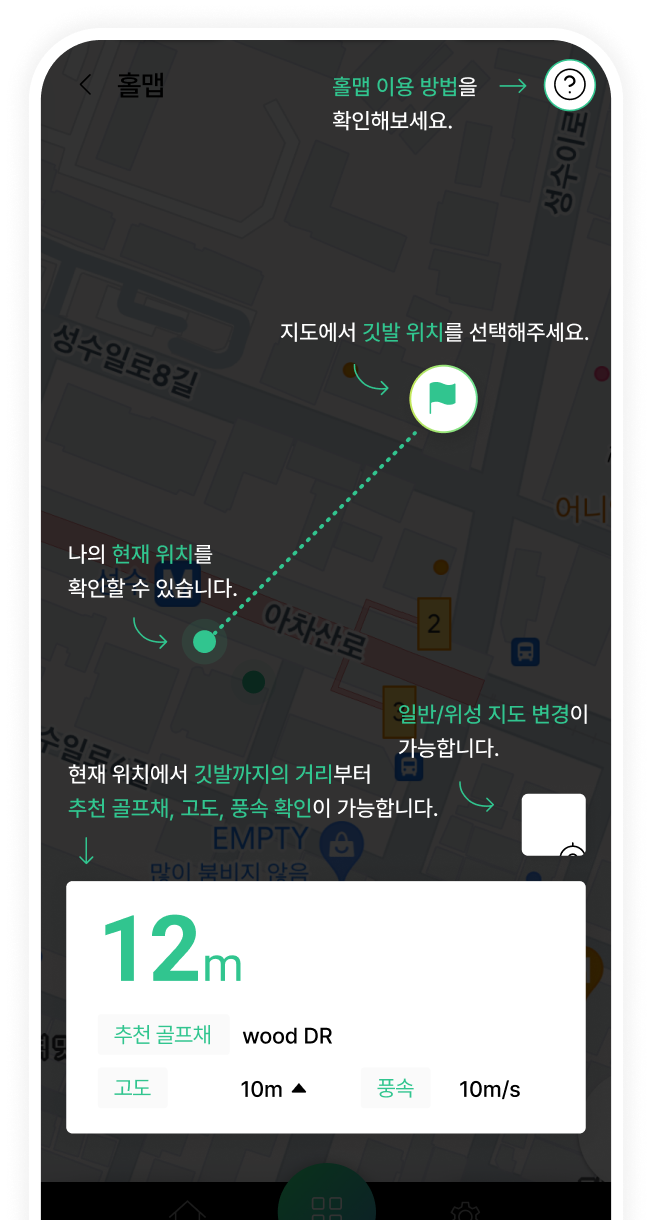 홀맵
홀맵 이용 방법을
확인해보세요.
성수이로
지도에서 깃발 위치를 선택해주세요.
성수일로8길
어니
나의 현재 위치를
확인할 수 있습니다.
성수
아차산로
2
3
일반/위성 지도 변경이
가능합니다.
수일로4길
현재 위치에서 깃발까지의 거리부터
추천 골프채, 고도, 풍속 확인이 가능합니다.
EMPTY
많이 붐비지 않음
12m
추천 골프채 wood DR
고도 10m ▲ 풍속 10m/s